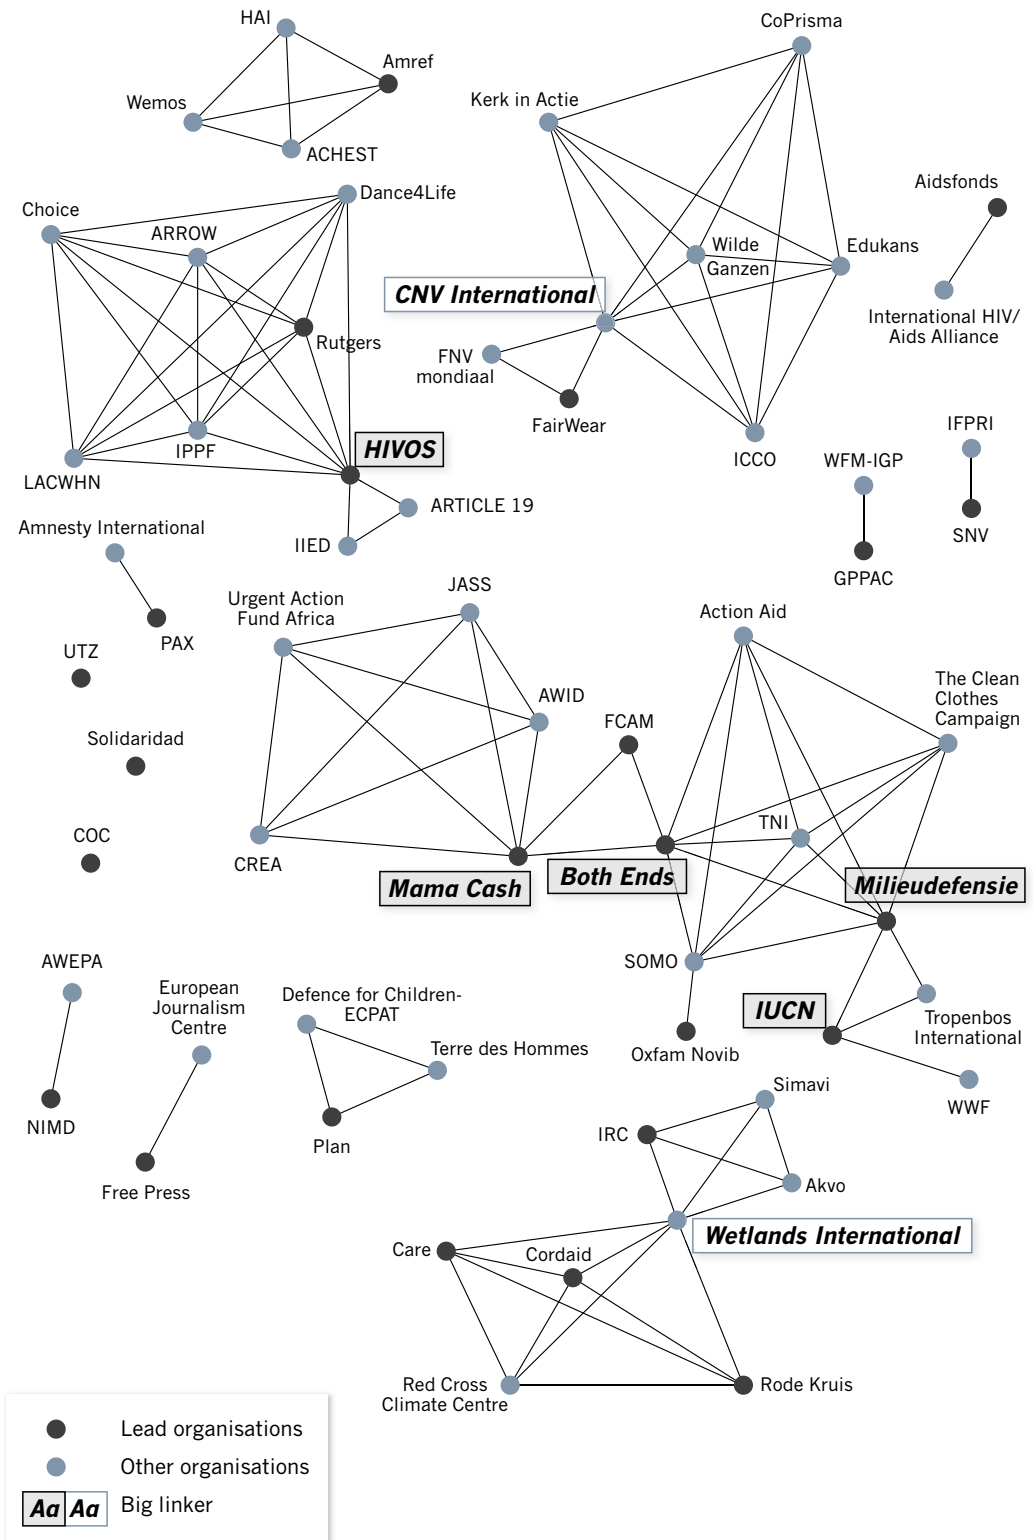 HAI
CoPrisma
Amref
Kerk in Actie
Wemos
ACHEST
Aidsfonds
Dance4Life
Choice
ARROW
Wilde
Ganzen
Edukans
CNV International
International HIV/
Aids Alliance
Rutgers
FNV
mondiaal
FairWear
IFPRI
HIVOS
IPPF
ICCO
WFM-IGP
LACWHN
ARTICLE 19
Amnesty International
SNV
IIED
GPPAC
JASS
Urgent Action
Fund Africa
Action Aid
PAX
UTZ
The Clean
Clothes
Campaign
AWID
FCAM
Solidaridad
TNI
COC
CREA
Mama Cash
Both Ends
Milieudefensie
AWEPA
SOMO
European
Journalism
Centre
Defence for Children-
ECPAT
IUCN
Tropenbos
International
Terre des Hommes
Oxfam Novib
Simavi
WWF
NIMD
IRC
Plan
Free Press
Akvo
Wetlands International
Care
Cordaid
Red Cross
Climate Centre
Rode Kruis
Lead organisations
Other organisations
Aa Aa Big linker